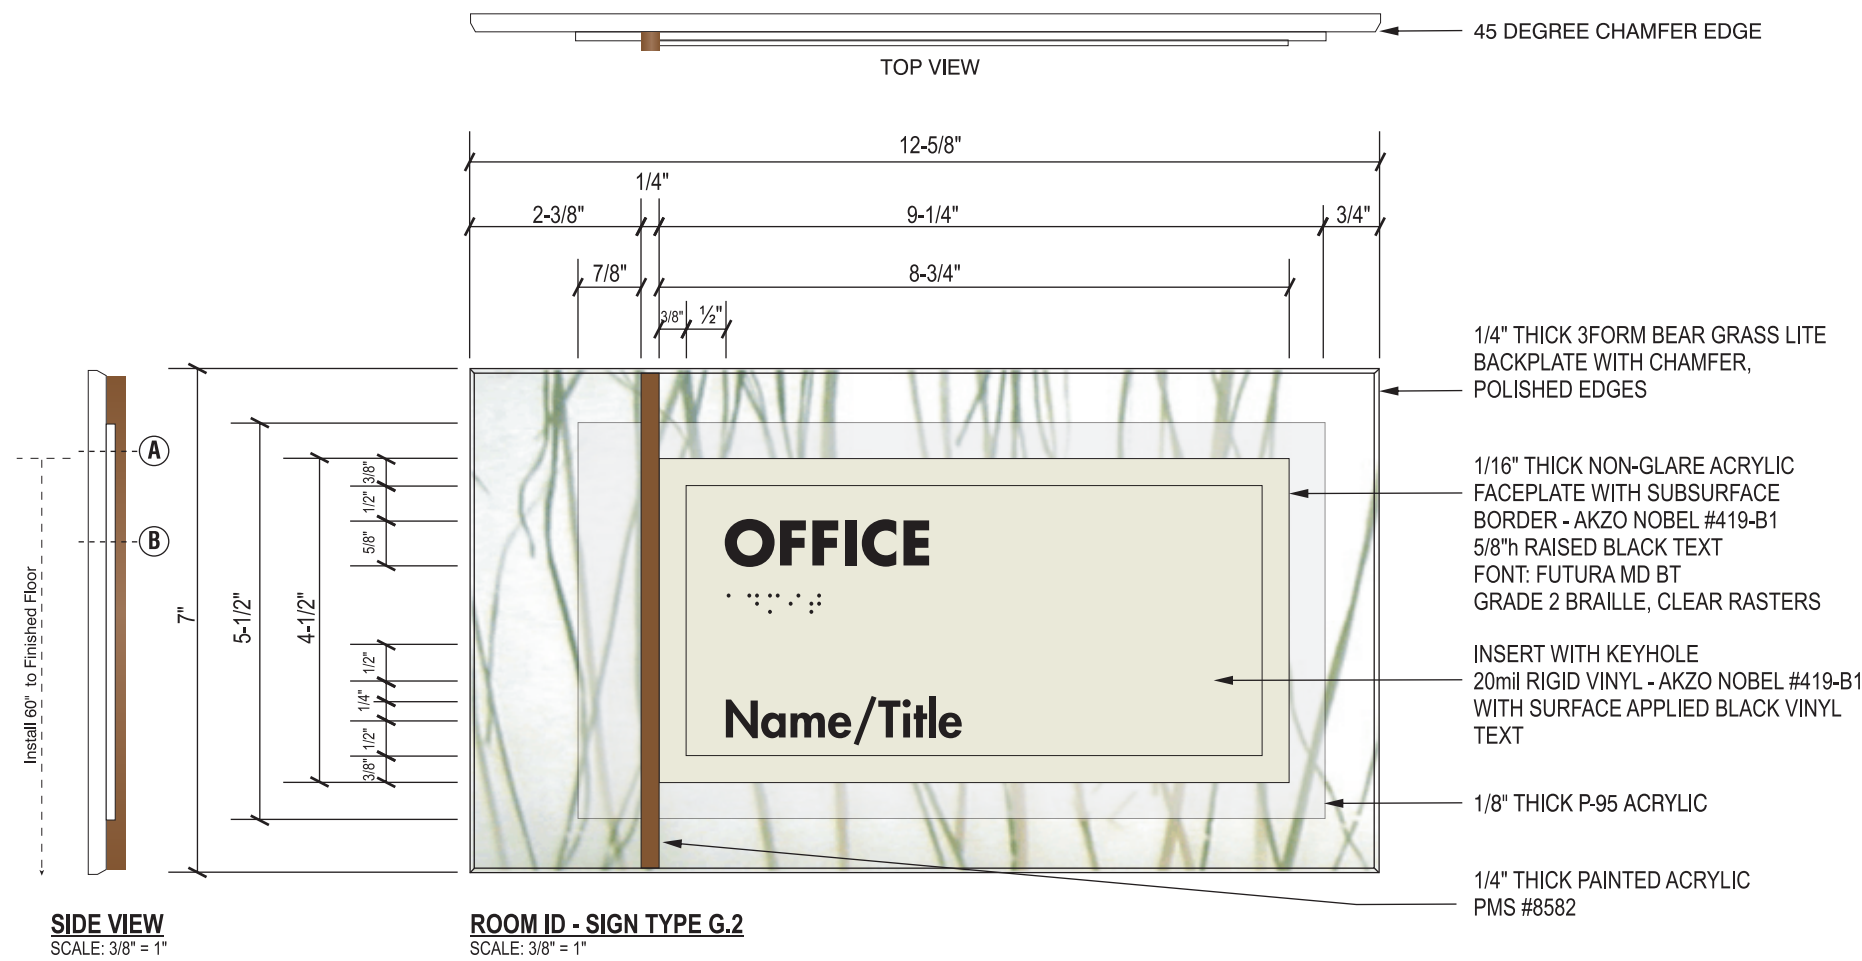 45 DEGREE CHAMFER EDGE
TOP VIEW
12-5/8"
1/4"
2-3/8"
9-1/4"
3/4"
7/8"
8-3/4"
3/8"
½"
1/4" THICK 3FORM BEAR GRASS LITE
BACKPLATE WITH CHAMFER,
POLISHED EDGES
A
B
Install 60" to Finished Floor
7"
5-1/2"
4-1/2"
3/8"
1/2"
5/8"
1/2"
1/4"
1/2"
3/8"
OFFICE
⠁ ⠙⠍⠊⠾
Name/Title
1/16" THICK NON-GLARE ACRYLIC
FACEPLATE WITH SUBSURFACE
BORDER - AKZO NOBEL #419-B1
5/8"h RAISED BLACK TEXT
FONT: FUTURA MD BT
GRADE 2 BRAILLE, CLEAR RASTERS
INSERT WITH KEYHOLE
20mil RIGID VINYL - AKZO NOBEL #419-B1
WITH SURFACE APPLIED BLACK VINYL
TEXT
1/8" THICK P-95 ACRYLIC
1/4" THICK PAINTED ACRYLIC
PMS #8582
SIDE VIEW
SCALE: 3/8" = 1"
ROOM ID - SIGN TYPE G.2
SCALE: 3/8" = 1"